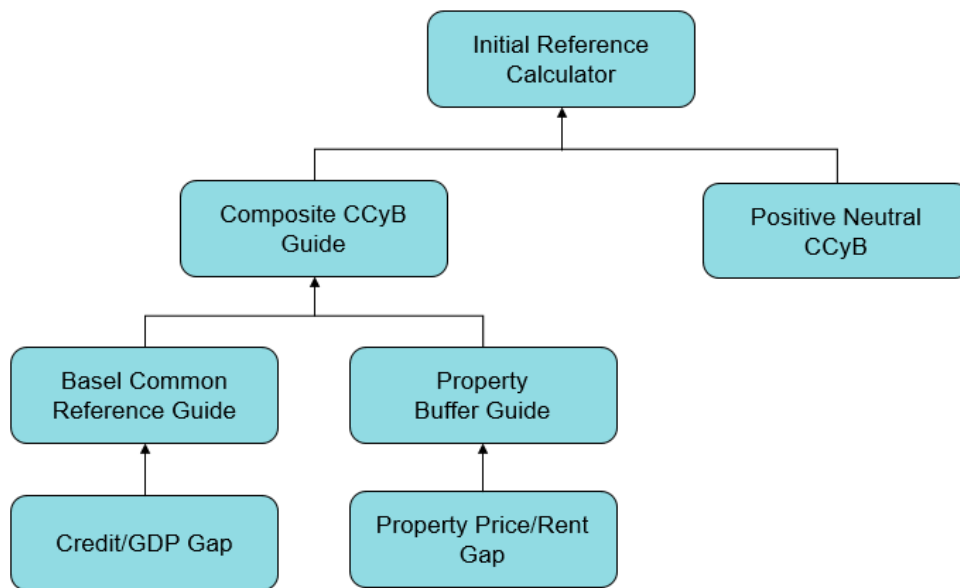 Initial Reference
Calculator
Composite CCyB
Guide
Positive Neutral
CCyB
Basel Common
Reference Guide
Property
Buffer Guide
Credit/GDP Gap
Property Price/Rent
Gap